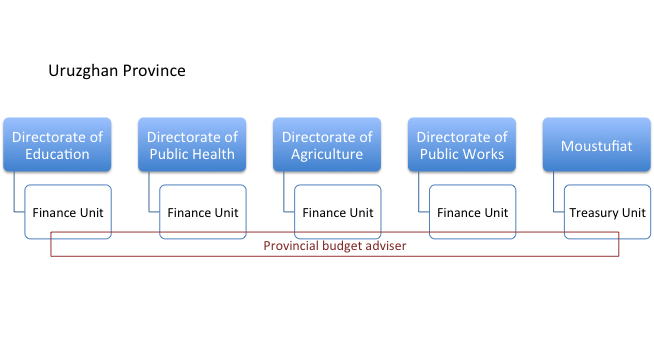 Uruzghan Province
Directorate of
Education
Directorate of
Public Health
Directorate of
Agriculture
Directorate of
Public Works
Moustufiat
Finance Unit
Finance Unit
Finance Unit
Finance Unit
Treasury Unit
Provincial budget adviser